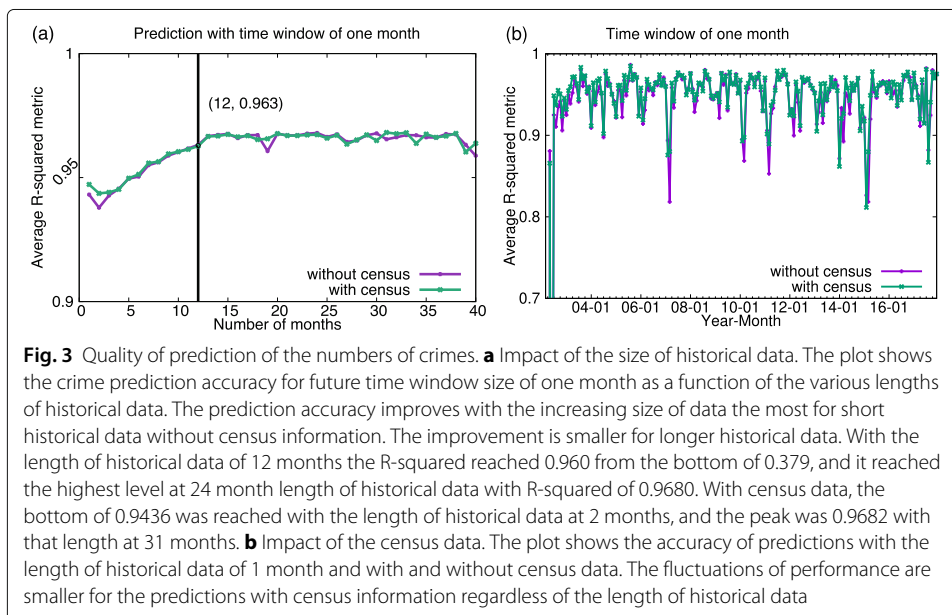 (a) Prediction with time window of one month
1
(12, 0.963)
0.95
0.9
Average R-squared metric
without census
with census
0 5 10 15 20 25 30 35 40
Number of months
(b) Time window of one-month
1
0.9
0.8
0.7
Average R-squared metric
without census
with census
04-01 06-01 08-01 10-01 12-01 14-01 16-01
Year-Month
Fig. 3 Quality of prediction of the numbers of crimes. a Impact of the size of historical data. The plot shows
the crime prediction accuracy for future time window size of one month as a function of the various lengths
of historical data. The prediction accuracy improves with the increasing size of data the most for short
historical data without census information. The improvement is smaller for longer historical data. With the
length of historical data of 12 months the R-squared reached 0.960 from the bottom of 0.379, and it reached
the highest level at 24 month length of historical data with R-squared of 0.9680. With census data, the
bottom of 0.9436 was reached with the length of historical data at 2 months, and the peak was 0.9682 with
that length at 31 months. b Impact of the census data. The plot shows the accuracy of predictions with the
length of historical data of 1 month and with and without census data. The fluctuations of performance are
smaller for the predictions with census information regardless of the length of historical data